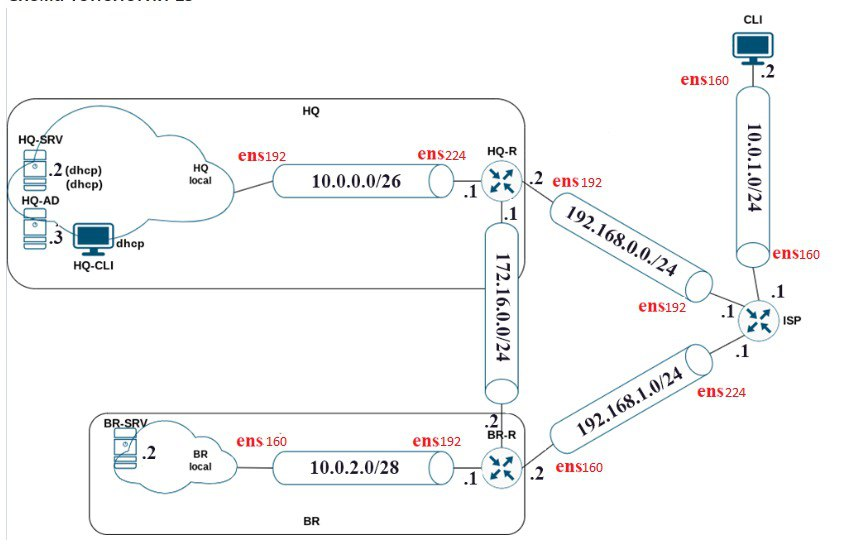 CLI
ens160
.2
10.0.1.0/24
ens160
.1
HQ
HQ-SRV
.2 (dhcp)
(dhcp)
HQ-AD
.3
dhcp
HQ-CLI
HQ
local
ens192
10.0.0.0/26
ens224
.1
HQ-R
.2
ens192
192.168.0.0./24
ens192
.1
ISP
.1
172.16.0.0/24
.2
.1
ens224
192.168.1.0/24
ens160
.2
BR-R
BR-SRV
.2
BR
local
ens160
10.0.2.0/28
ens192
.1
BR